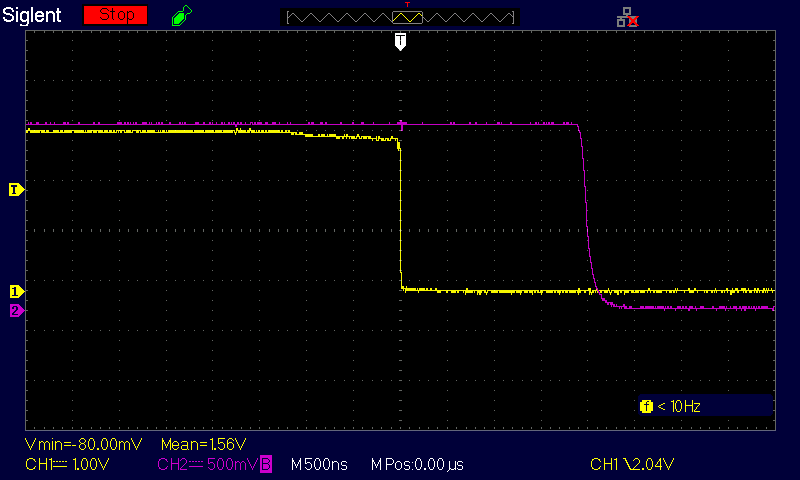 Siglent Stop T
T
T
1
2
f < 10Hz
Vmin=-80.00mV Mean=1.56V
CH1 1.00V CH2 500mV B M500ns M Pos:0.00µs CH1 2.04V